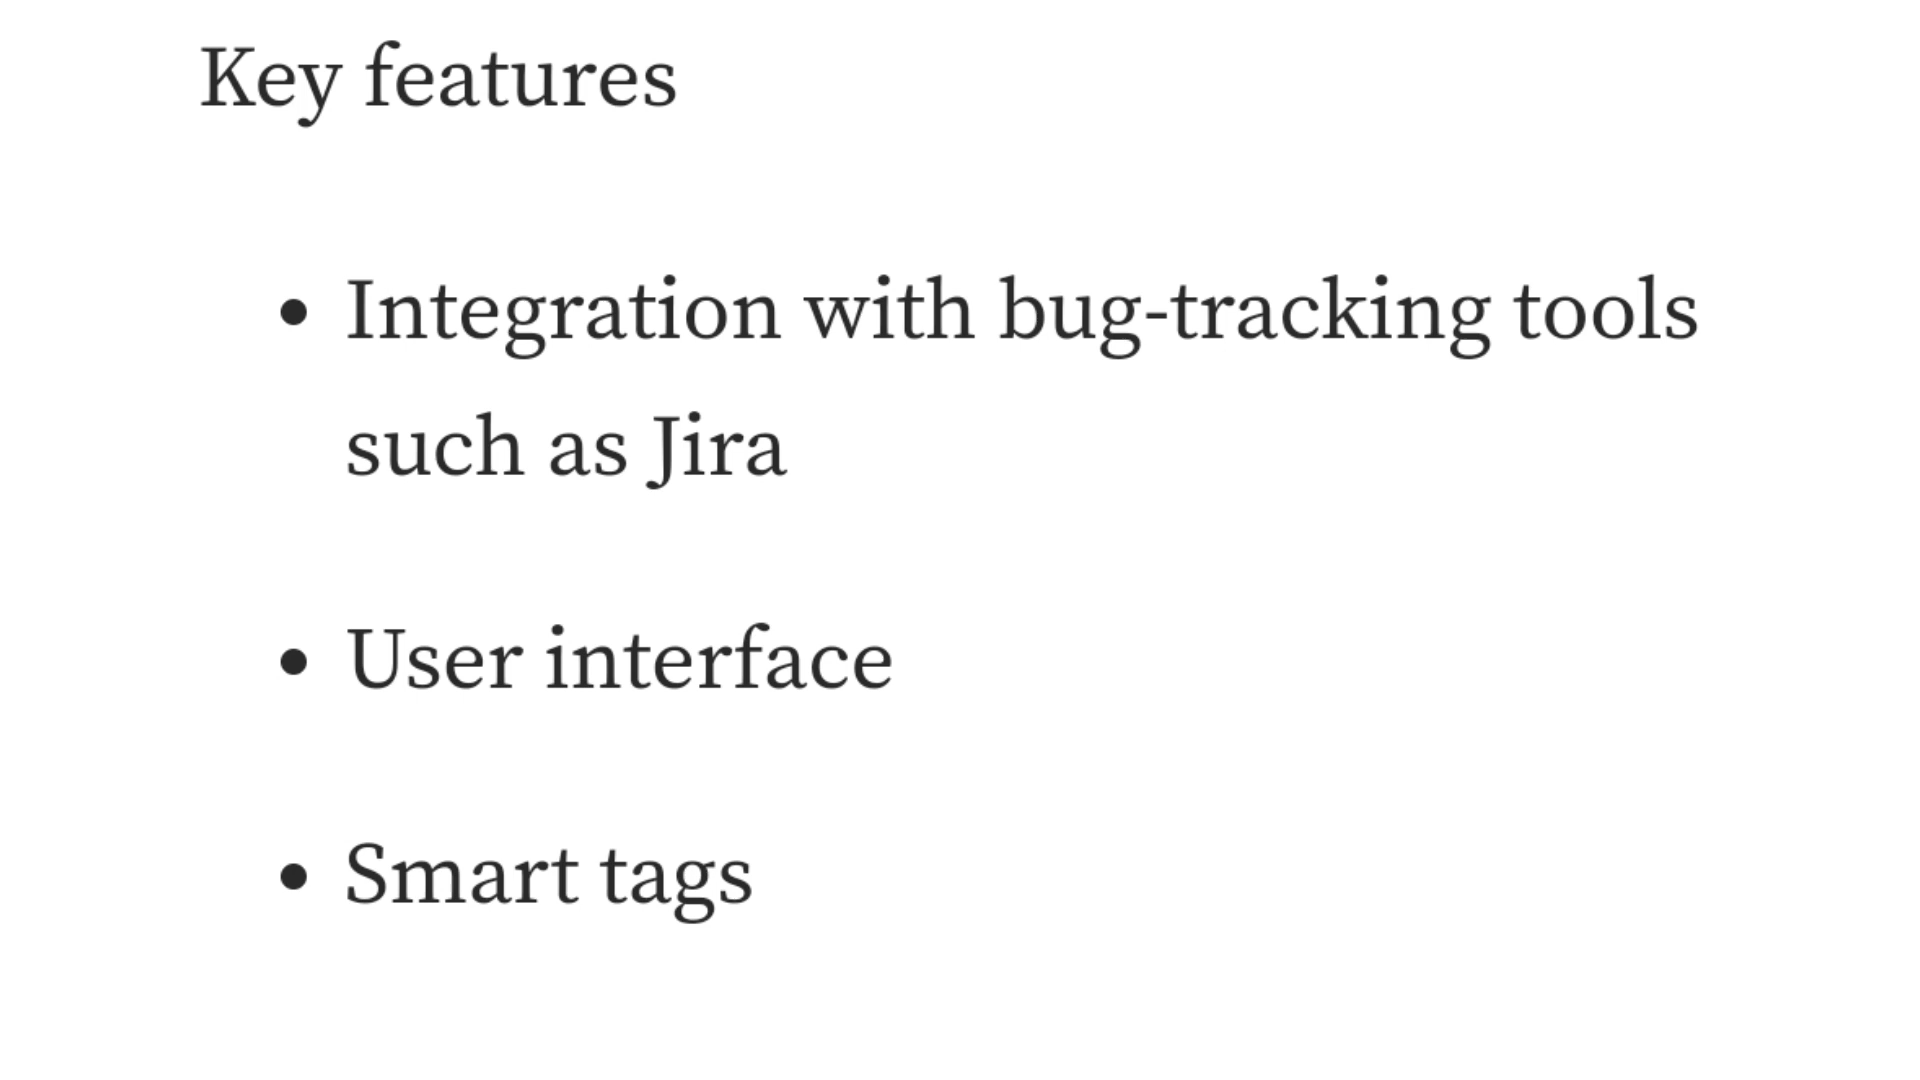 Key features
• Integration with bug-tracking tools
such as Jira
• User interface
• Smart tags